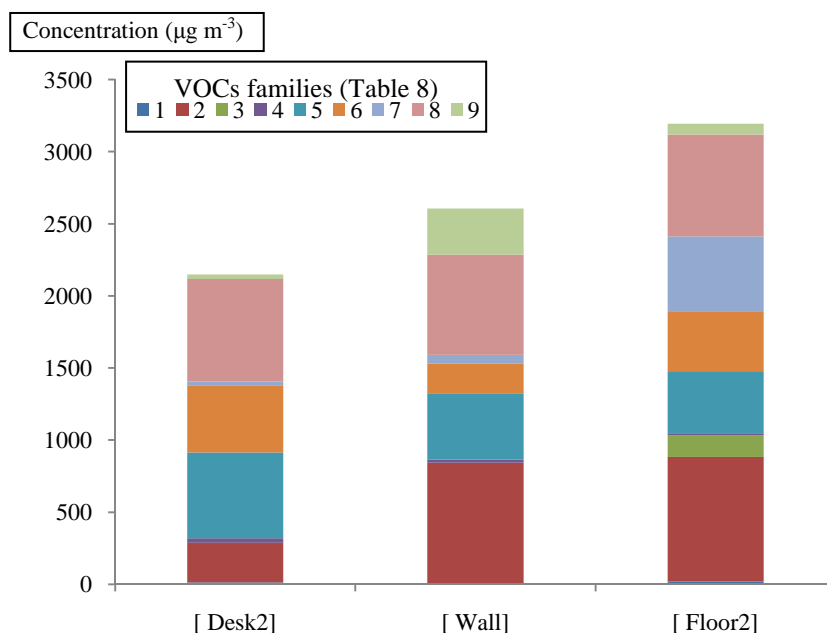 Concentration (µg m⁻³)
VOCs families (Table 8)
1 2 3 4 5 6 7 8 9
3500
3000
2500
2000
1500
1000
500
0
[ Desk2] [ Wall] [ Floor2]